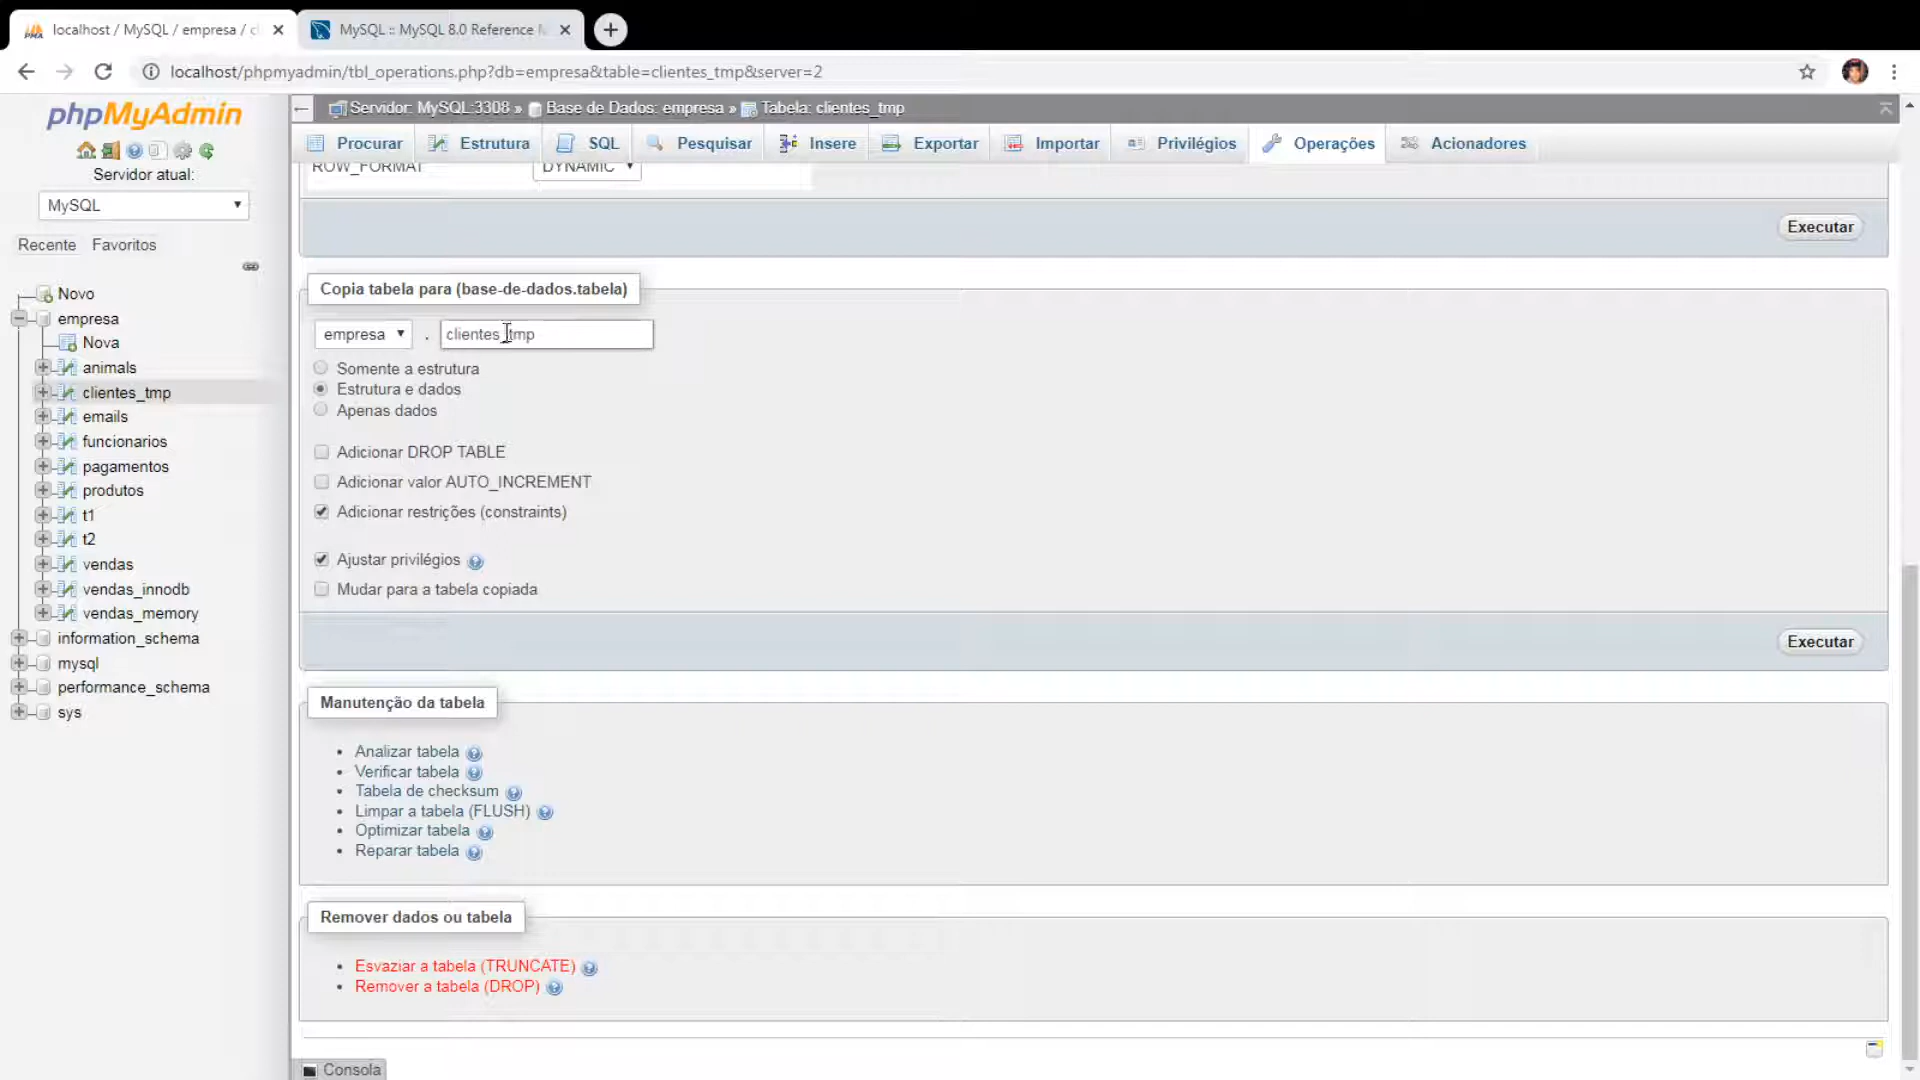 localhost / MySQL / empresa / c
MySQL :: MySQL 8.0 Reference
localhost/phpmyadmin/tbl_operations.php?db=empresa&table=clientes_tmp&server=2
phpMyAdmin
Servidor atual:
MySQL
Recente Favoritos
Novo
empresa
Nova
animals
clientes_tmp
emails
funcionarios
pagamentos
produtos
t1
t2
vendas
vendas_innodb
vendas_memory
information_schema
mysql
performance_schema
sys
Servidor: MySQL:3308 » Base de Dados: empresa » Tabela: clientes_tmp
Procurar Estrutura SQL Pesquisar Insere Exportar Importar Privilégios Operações Acionadores
ROW_FORMAT DYNAMIC
Executar
Copia tabela para (base-de-dados.tabela)
empresa . clientes_tmp
Somente a estrutura
Estrutura e dados
Apenas dados
Adicionar DROP TABLE
Adicionar valor AUTO_INCREMENT
Adicionar restrições (constraints)
Ajustar privilégios
Mudar para a tabela copiada
Executar
Manutenção da tabela
Analizar tabela
Verificar tabela
Tabela de checksum
Limpar a tabela (FLUSH)
Optimizar tabela
Reparar tabela
Remover dados ou tabela
Esvaziar a tabela (TRUNCATE)
Remover a tabela (DROP)
Consola